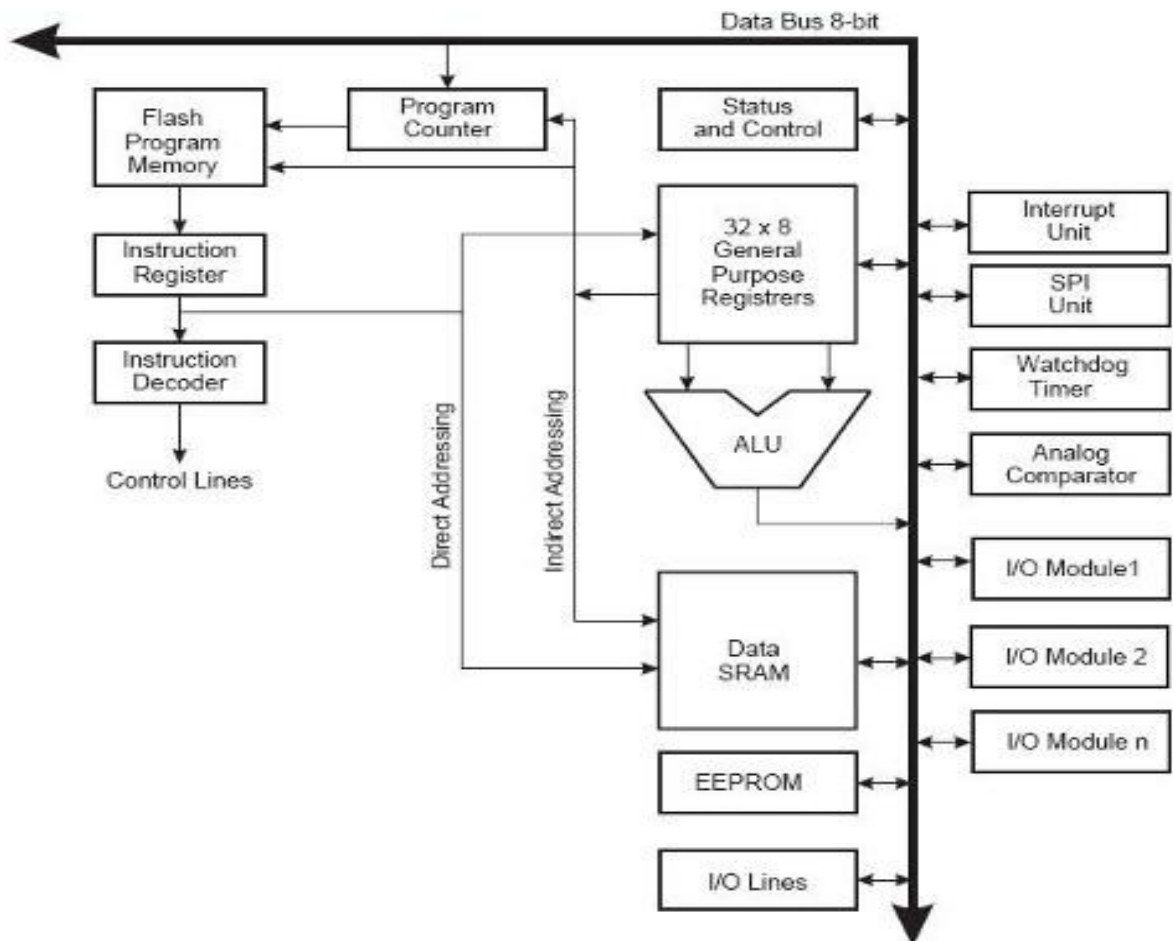 Data Bus 8-bit
Flash
Program
Memory
Program
Counter
Status
and Control
Instruction
Register
32 x 8
General
Purpose
Registrers
Interrupt
Unit
SPI
Unit
Instruction
Decoder
Watchdog
Timer
Control Lines
Direct Addressing
Indirect Addressing
ALU
Analog
Comparator
I/O Module1
Data
SRAM
I/O Module 2
I/O Module n
EEPROM
I/O Lines